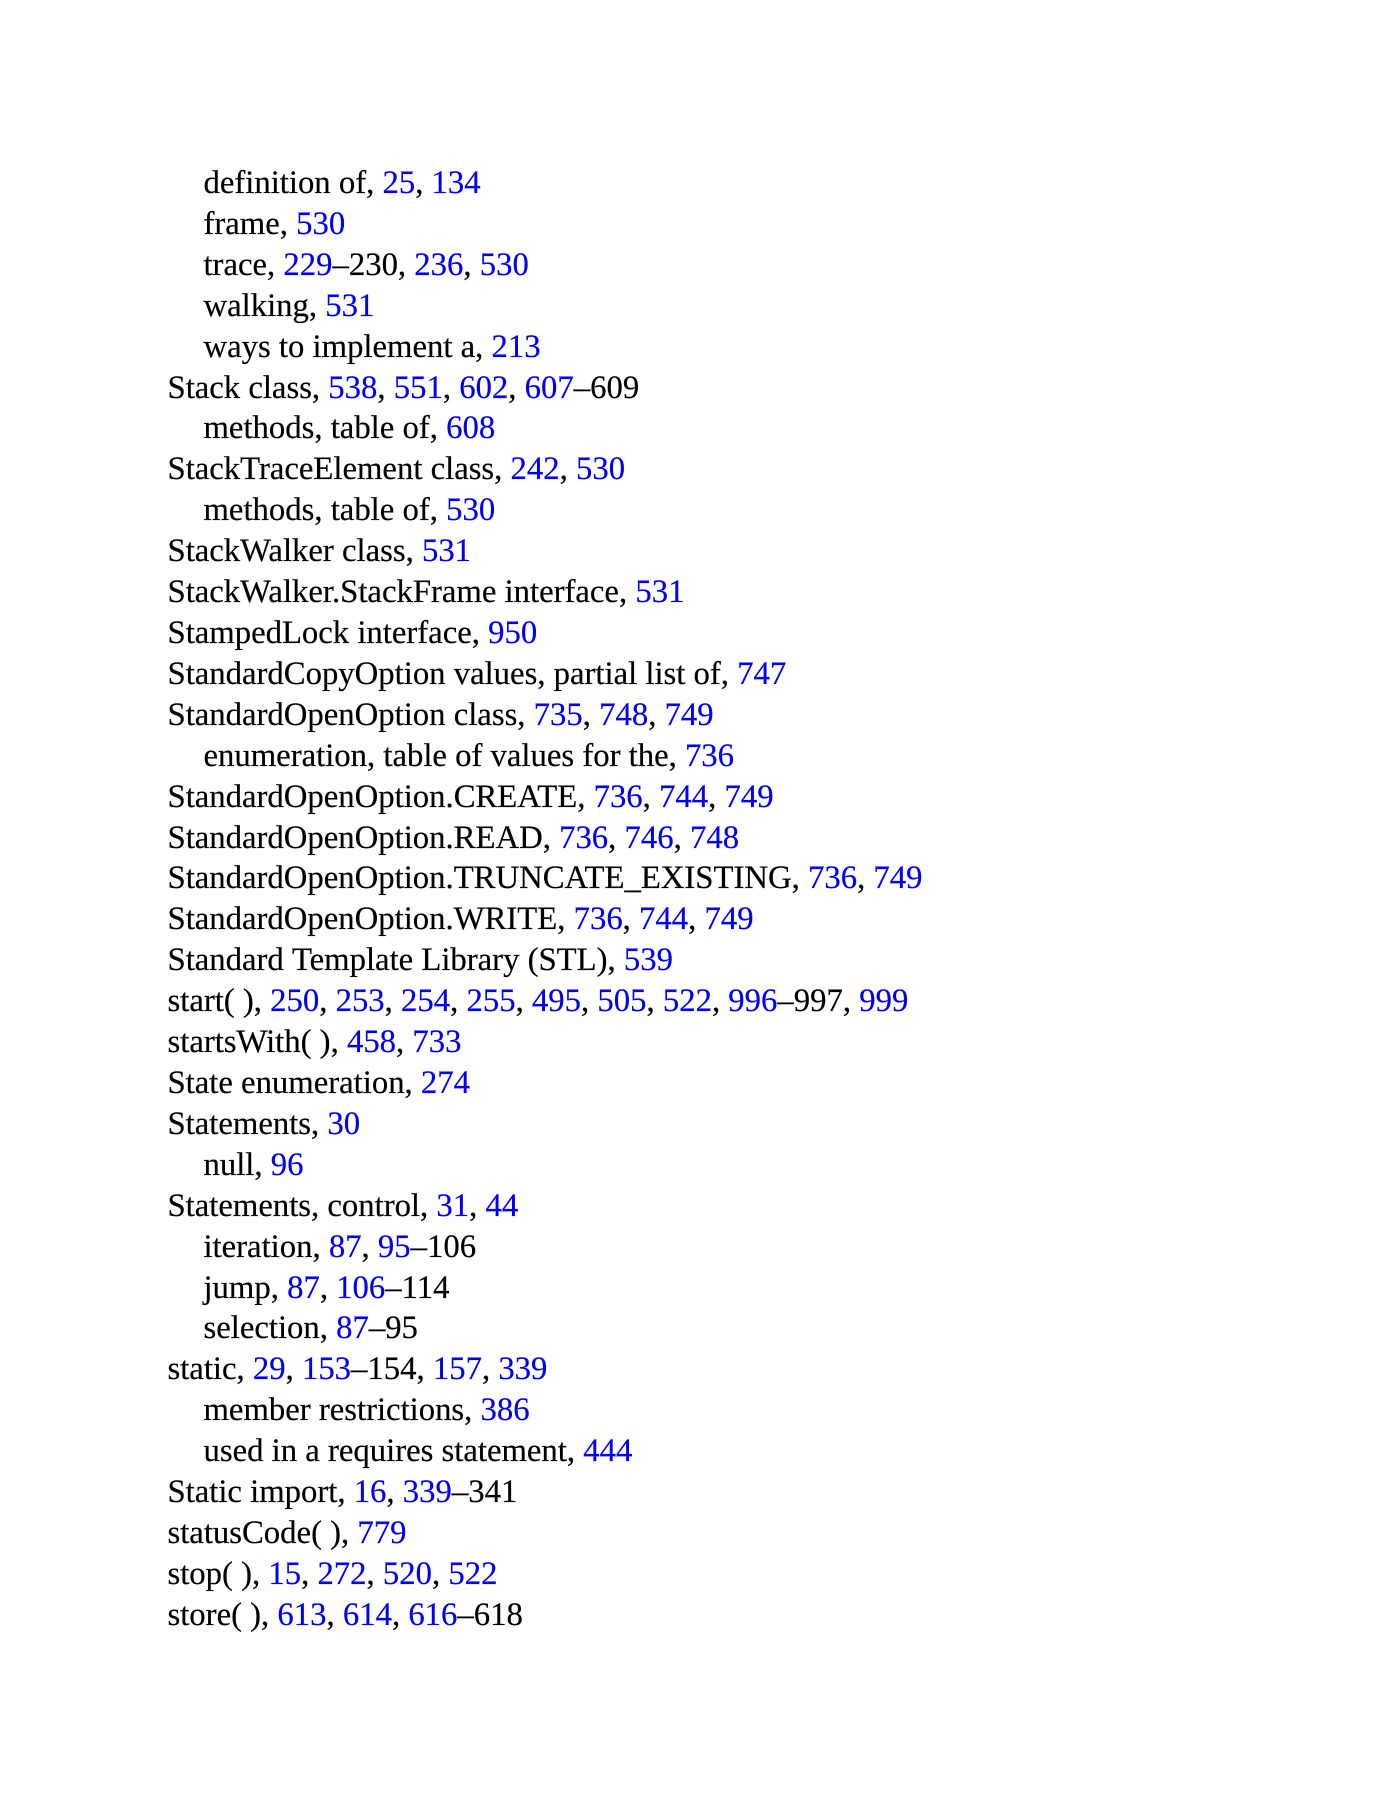 definition of, 25, 134
frame, 530
trace, 229–230, 236, 530
walking, 531
ways to implement a, 213
Stack class, 538, 551, 602, 607–609
methods, table of, 608
StackTraceElement class, 242, 530
methods, table of, 530
StackWalker class, 531
StackWalker.StackFrame interface, 531
StampedLock interface, 950
StandardCopyOption values, partial list of, 747
StandardOpenOption class, 735, 748, 749
enumeration, table of values for the, 736
StandardOpenOption.CREATE, 736, 744, 749
StandardOpenOption.READ, 736, 746, 748
StandardOpenOption.TRUNCATE_EXISTING, 736, 749
StandardOpenOption.WRITE, 736, 744, 749
Standard Template Library (STL), 539
start( ), 250, 253, 254, 255, 495, 505, 522, 996–997, 999
startsWith( ), 458, 733
State enumeration, 274
Statements, 30
null, 96
Statements, control, 31, 44
iteration, 87, 95–106
jump, 87, 106–114
selection, 87–95
static, 29, 153–154, 157, 339
member restrictions, 386
used in a requires statement, 444
Static import, 16, 339–341
statusCode( ), 779
stop( ), 15, 272, 520, 522
store( ), 613, 614, 616–618